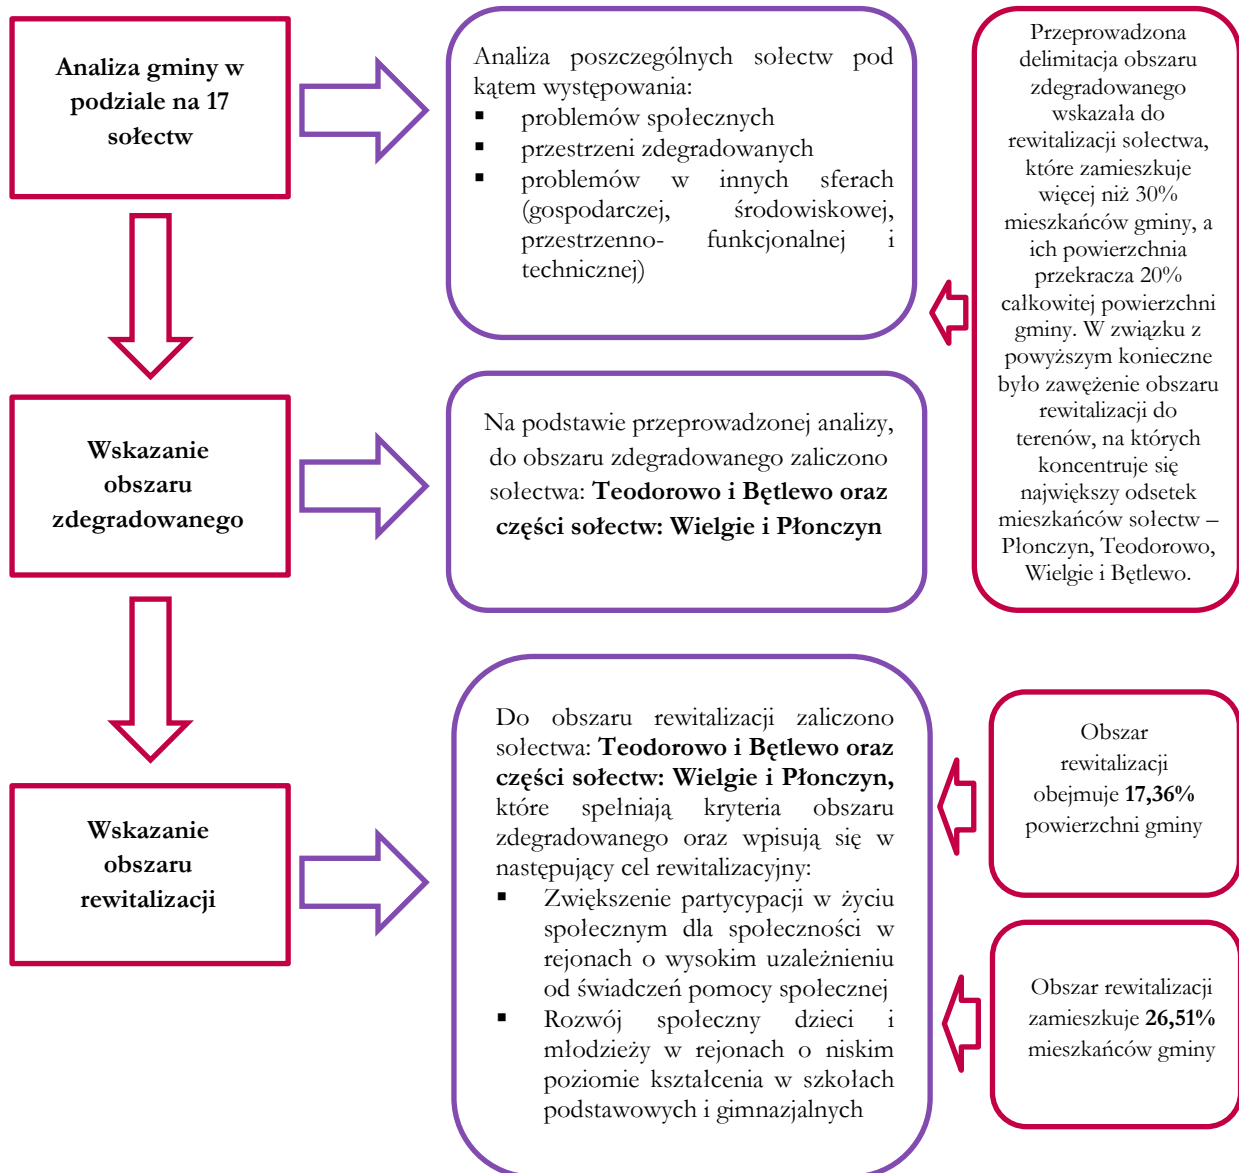 Analiza gminy w
podziale na 17
sołectw
Analiza poszczególnych sołectw pod
kątem występowania:
▪ problemów społecznych
▪ przestrzeni zdegradowanych
▪ problemów w innych sferach
(gospodarczej, środowiskowej,
przestrzenno- funkcjonalnej i
technicznej)
Przeprowadzona
delimitacja obszaru
zdegradowanego
wskazała do
rewitalizacji sołectwa,
które zamieszkuje
więcej niż 30%
mieszkańców gminy, a
ich powierzchnia
przekracza 20%
całkowitej powierzchni
gminy. W związku z
powyższym konieczne
było zawężenie obszaru
rewitalizacji do
terenów, na których
koncentruje się
największy odsetek
mieszkańców sołectw –
Płonczyn, Teodorowo,
Wielgie i Bętlewo.
Wskazanie
obszaru
zdegradowanego
Na podstawie przeprowadzonej analizy,
do obszaru zdegradowanego zaliczono
sołectwa: Teodorowo i Bętlewo oraz
części sołectw: Wielgie i Płonczyn
Wskazanie
obszaru
rewitalizacji
Do obszaru rewitalizacji zaliczono
sołectwa: Teodorowo i Bętlewo oraz
części sołectw: Wielgie i Płonczyn,
które spełniają kryteria obszaru
zdegradowanego oraz wpisują się w
następujący cel rewitalizacyjny:
▪ Zwiększenie partycypacji w życiu
społecznym dla społeczności w
rejonach o wysokim uzależnieniu
od świadczeń pomocy społecznej
▪ Rozwój społeczny dzieci i
młodzieży w rejonach o niskim
poziomie kształcenia w szkołach
podstawowych i gimnazjalnych
Obszar
rewitalizacji
obejmuje 17,36%
powierzchni gminy
Obszar rewitalizacji
zamieszkuje 26,51%
mieszkańców gminy